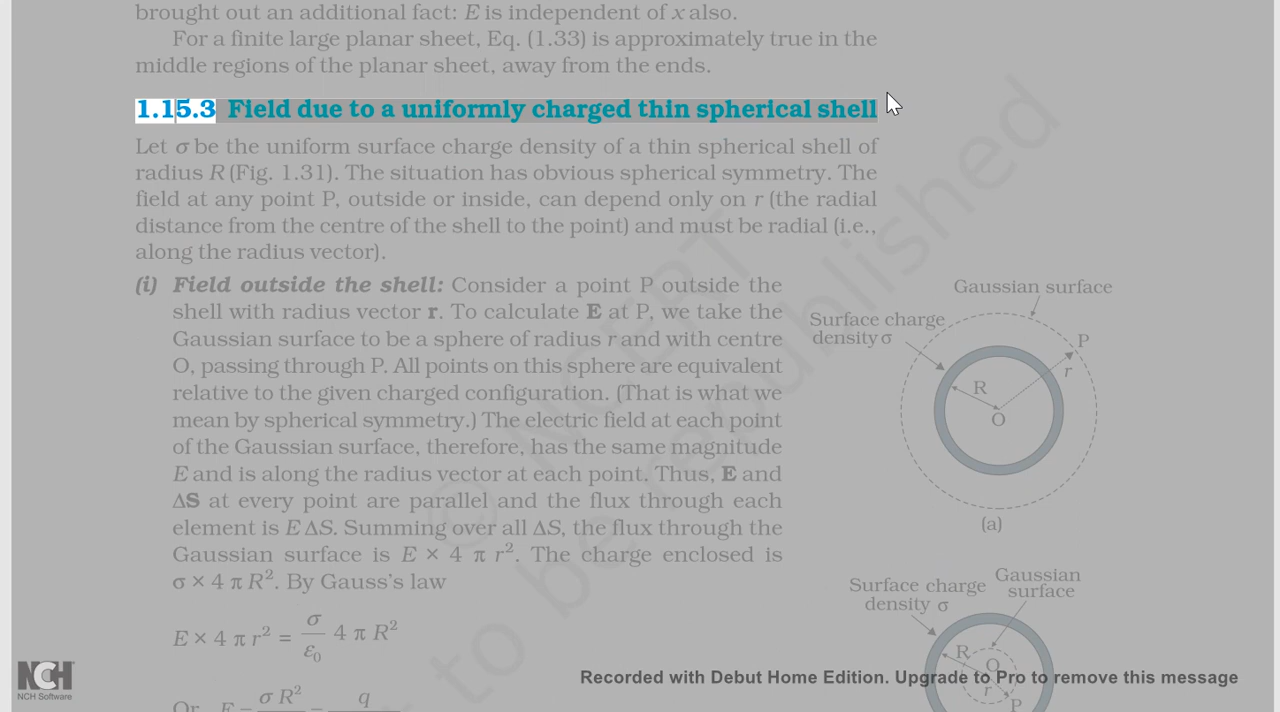 brought out an additional fact: E is independent of x also.
For a finite large planar sheet, Eq. (1.33) is approximately true in the
middle regions of the planar sheet, away from the ends.
1.15.3 Field due to a uniformly charged thin spherical shell
Let σ be the uniform surface charge density of a thin spherical shell of
radius R (Fig. 1.31). The situation has obvious spherical symmetry. The
field at any point P, outside or inside, can depend only on r (the radial
distance from the centre of the shell to the point) and must be radial (i.e.,
along the radius vector).
(i) Field outside the shell: Consider a point P outside the
shell with radius vector r. To calculate E at P, we take the
Gaussian surface to be a sphere of radius r and with centre
O, passing through P. All points on this sphere are equivalent
relative to the given charged configuration. (That is what we
mean by spherical symmetry.) The electric field at each point
of the Gaussian surface, therefore, has the same magnitude
E and is along the radius vector at each point. Thus, E and
ΔS at every point are parallel and the flux through each
element is E ΔS. Summing over all ΔS, the flux through the
Gaussian surface is E × 4 π r². The charge enclosed is
σ × 4 π R². By Gauss's law
E × 4 π r² = σ/ε₀ 4 π R²
Or, E = σ R² = q
Gaussian surface
Surface charge
density σ
P
r
R
O
(a)
Surface charge
density σ
Gaussian
surface
R
O
r
P
© NCERT
not to be republished
NCH
NCH Software
Recorded with Debut Home Edition. Upgrade to Pro to remove this message